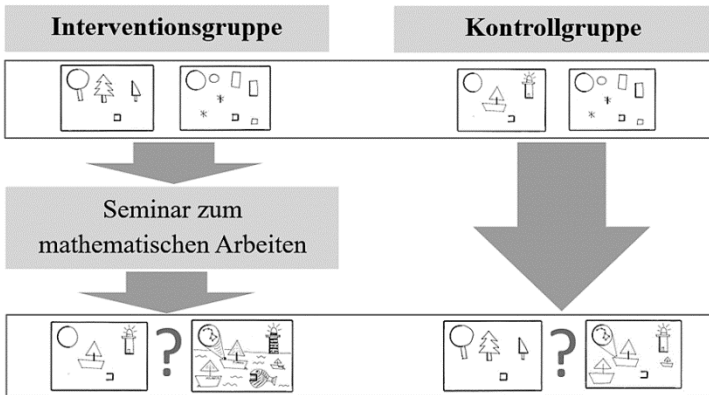 Interventionsgruppe
Kontrollgruppe
Seminar zum
mathematischen Arbeiten
?
?